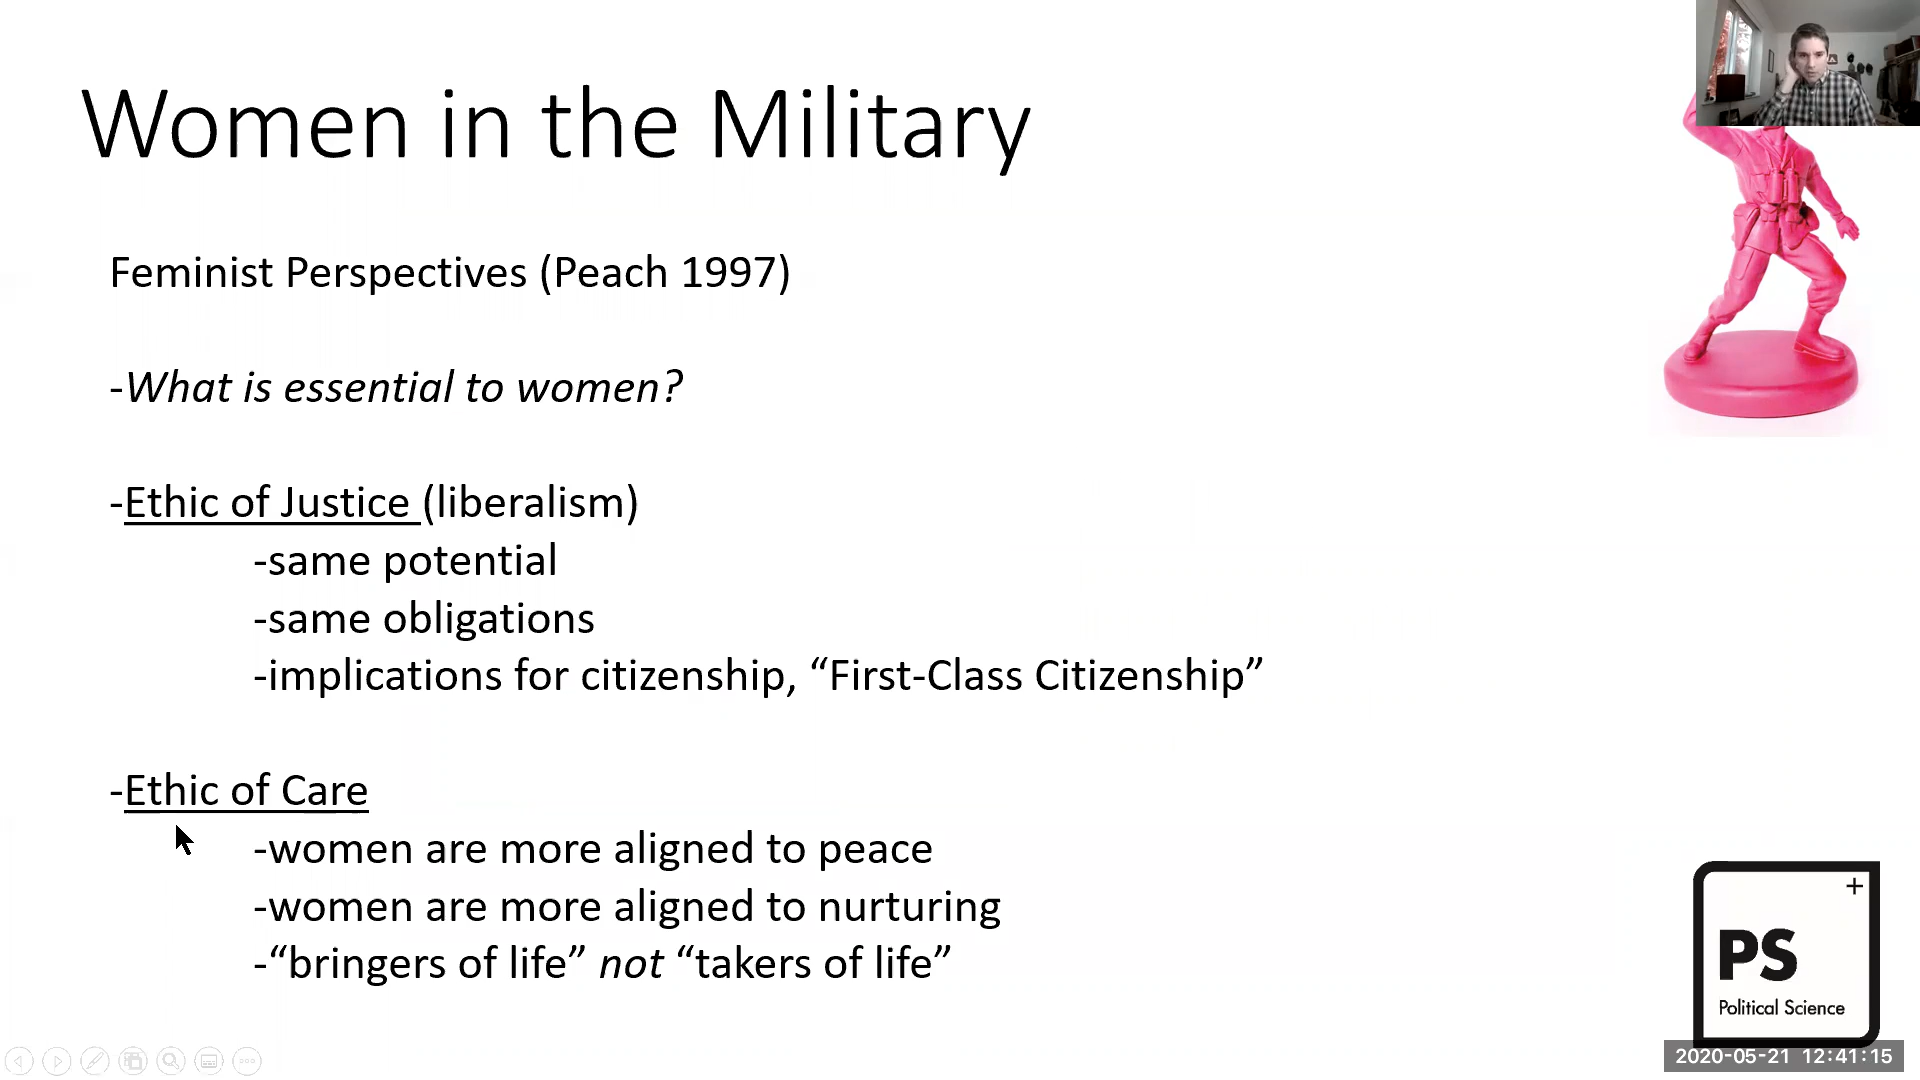 Women in the Military
Feminist Perspectives (Peach 1997)
-What is essential to women?
-Ethic of Justice (liberalism)
-same potential
-same obligations
-implications for citizenship, “First-Class Citizenship”
-Ethic of Care
-women are more aligned to peace
-women are more aligned to nurturing
-“bringers of life” not “takers of life”
+
PS
Political Science
2020-05-21 12:41:15